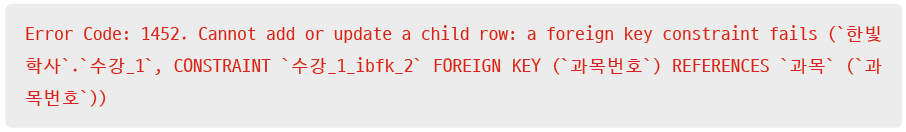 Error Code: 1452. Cannot add or update a child row: a foreign key constraint fails (`한빛
학사`.`수강_1`, CONSTRAINT `수강_1_ibfk_2` FOREIGN KEY (`과목번호`) REFERENCES `과목` (`과
목번호`))